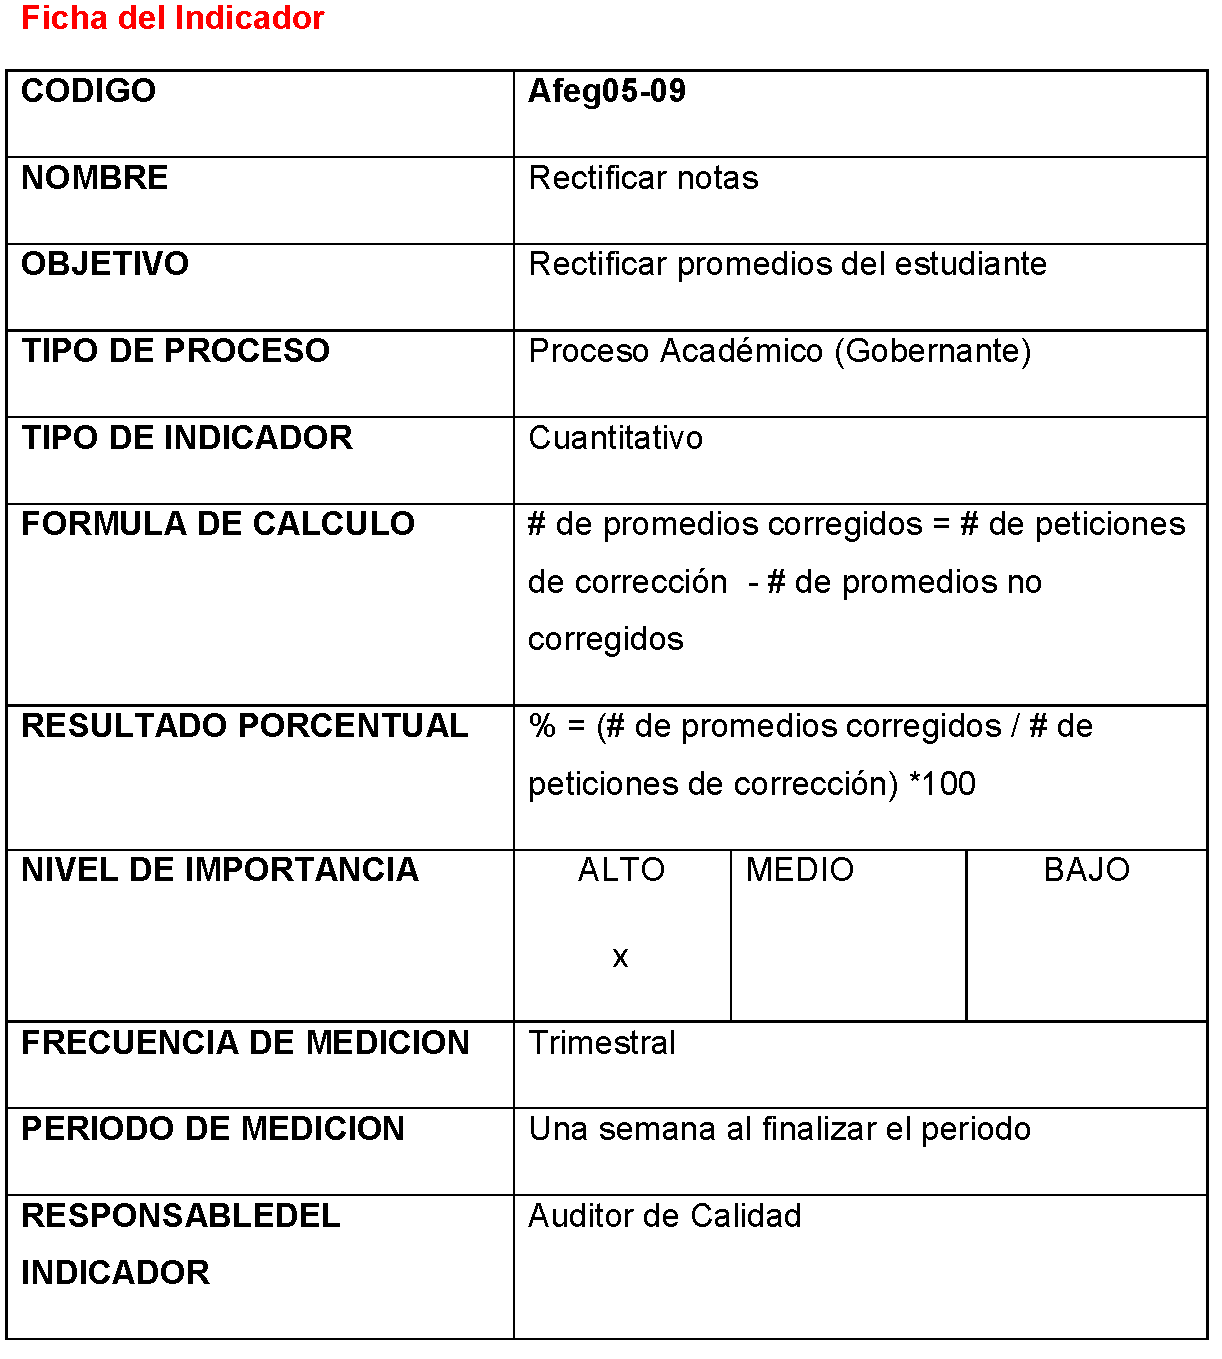 Ficha del Indicador
CODIGO Afeg05-09
NOMBRE Rectificar notas
OBJETIVO Rectificar promedios del estudiante
TIPO DE PROCESO Proceso Académico (Gobernante)
TIPO DE INDICADOR Cuantitativo
FORMULA DE CALCULO # de promedios corregidos = # de peticiones
de corrección - # de promedios no
corregidos
RESULTADO PORCENTUAL % = (# de promedios corregidos / # de
peticiones de corrección) *100
NIVEL DE IMPORTANCIA ALTO MEDIO BAJO
x
FRECUENCIA DE MEDICION Trimestral
PERIODO DE MEDICION Una semana al finalizar el periodo
RESPONSABLEDEL Auditor de Calidad
INDICADOR